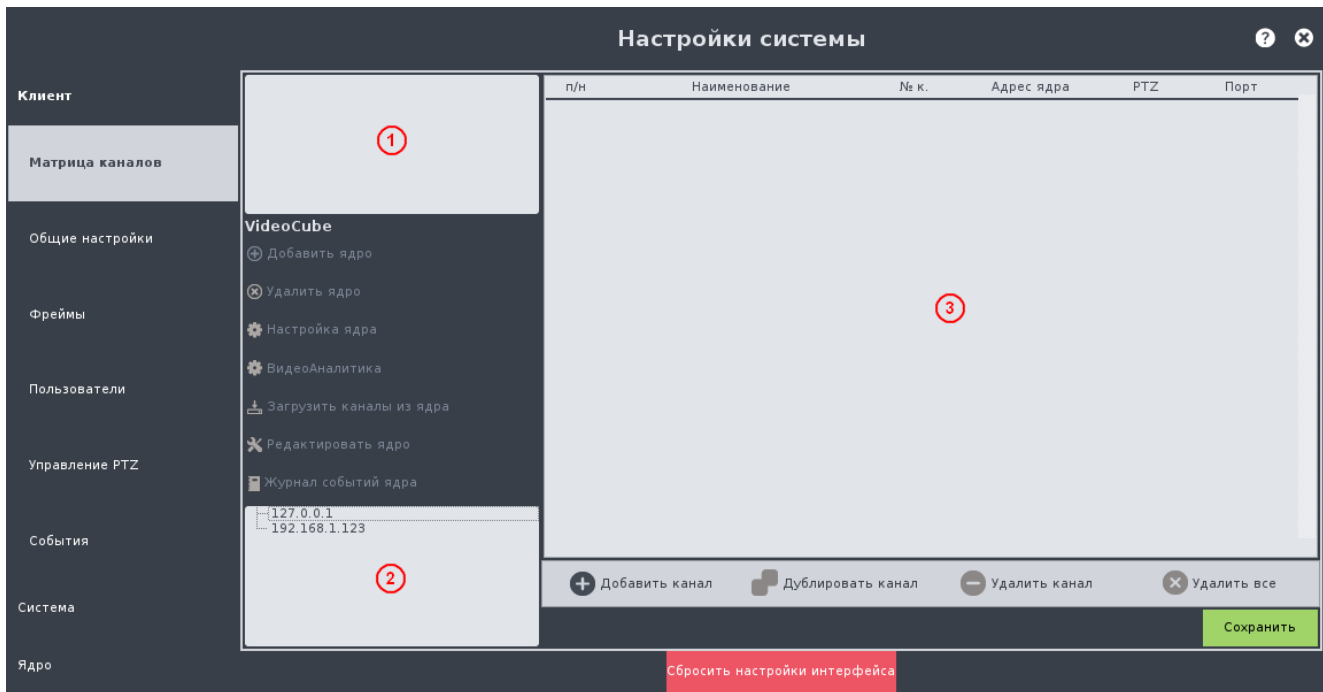 Настройки системы
?
Клиент
Матрица каналов
Общие настройки
Фреймы
Пользователи
Управление PTZ
События
Система
Ядро
1
VideoCube
Добавить ядро
Удалить ядро
Настройка ядра
ВидеоАналитика
Загрузить каналы из ядра
Редактировать ядро
Журнал событий ядра
127.0.0.1
192.168.1.123
2
п/н Наименование № к. Адрес ядра PTZ Порт
3
Добавить канал Дублировать канал Удалить канал Удалить все
Сохранить
Сбросить настройки интерфейса